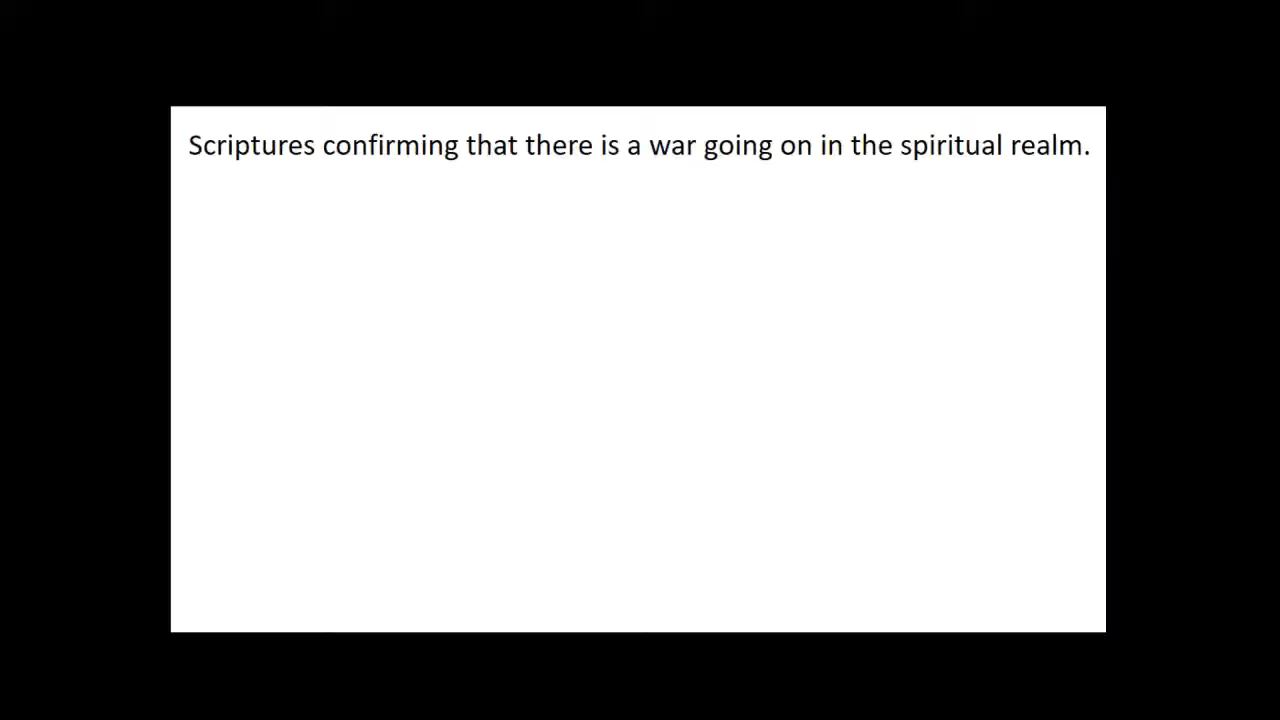 Scriptures confirming that there is a war going on in the spiritual realm.